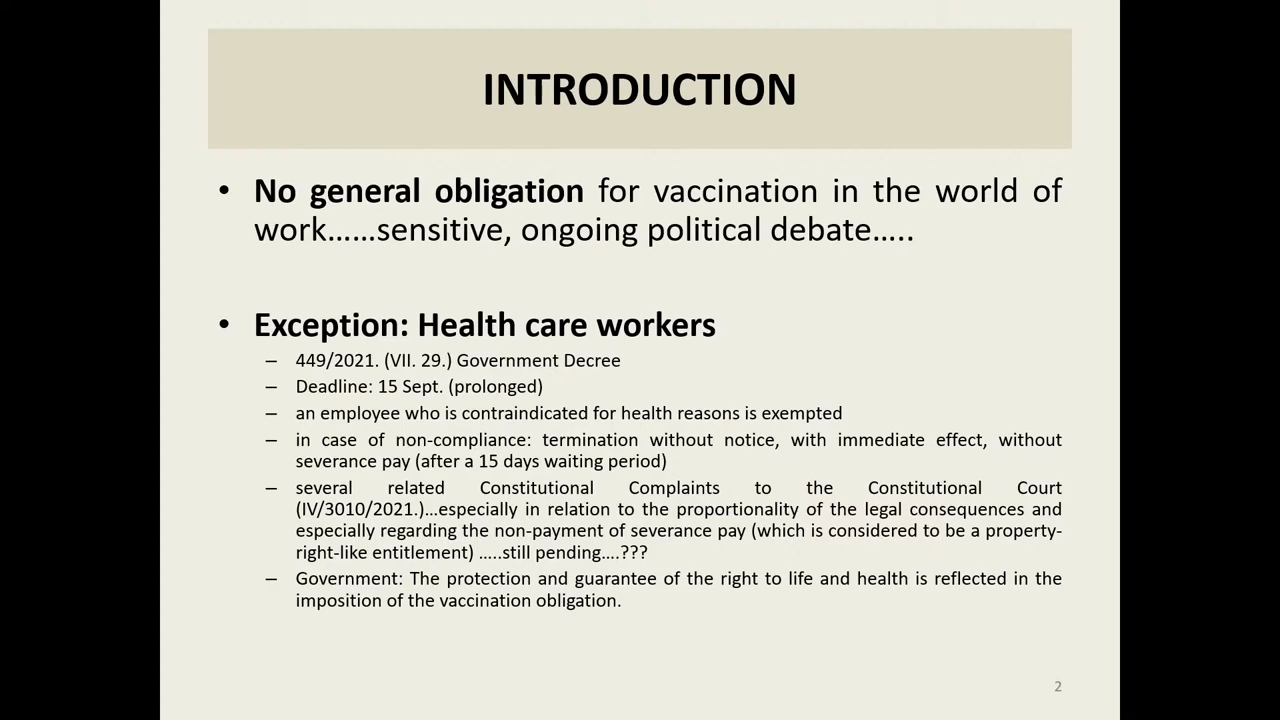 INTRODUCTION
• No general obligation for vaccination in the world of
work……sensitive, ongoing political debate…..
• Exception: Health care workers
– 449/2021. (VII. 29.) Government Decree
– Deadline: 15 Sept. (prolonged)
– an employee who is contraindicated for health reasons is exempted
– in case of non-compliance: termination without notice, with immediate effect, without
severance pay (after a 15 days waiting period)
– several related Constitutional Complaints to the Constitutional Court
(IV/3010/2021.)…especially in relation to the proportionality of the legal consequences and
especially regarding the non-payment of severance pay (which is considered to be a property-
right-like entitlement) …..still pending….???
– Government: The protection and guarantee of the right to life and health is reflected in the
imposition of the vaccination obligation.
2